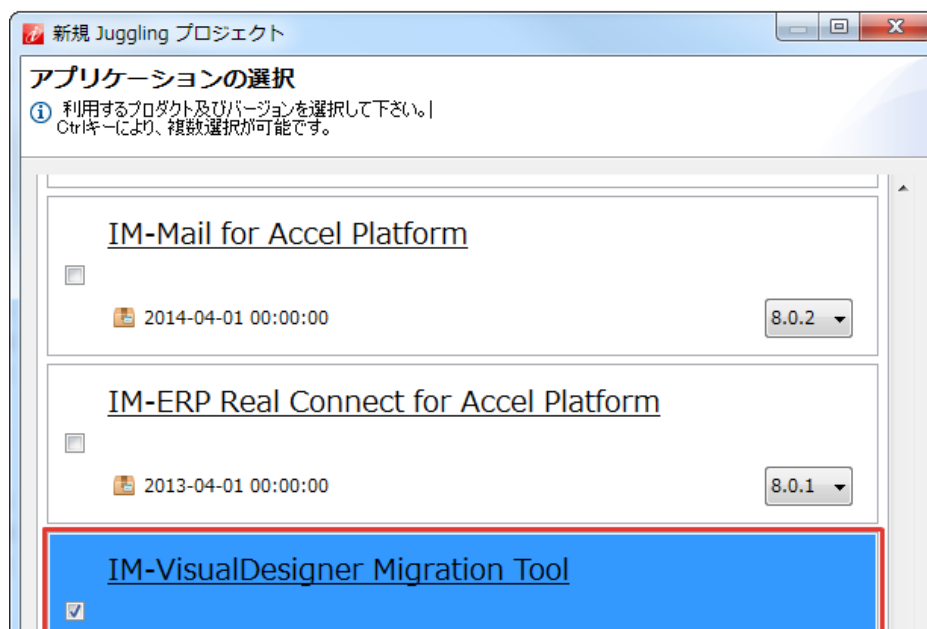 新規 Juggling プロジェクト
アプリケーションの選択
利用するプロダクト及びバージョンを選択して下さい。
Ctrlキーにより、複数選択が可能です。
IM-Mail for Accel Platform
2014-04-01 00:00:00
8.0.2
IM-ERP Real Connect for Accel Platform
2013-04-01 00:00:00
8.0.1
IM-VisualDesigner Migration Tool